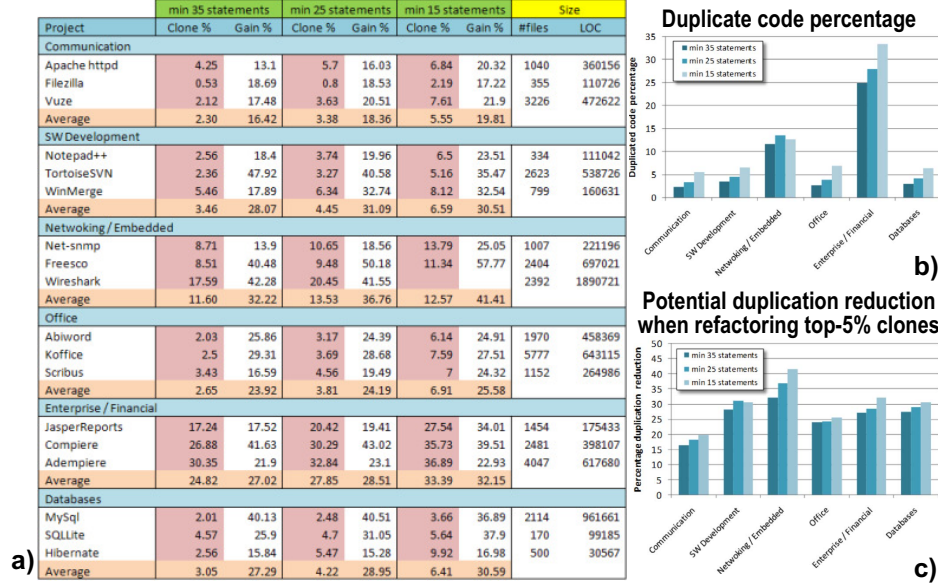 min 35 statements min 25 statements min 15 statements Size
Project Clone % Gain % Clone % Gain % Clone % Gain % #files LOC
Communication
Apache httpd 4.25 13.1 5.7 16.03 6.84 20.32 1040 360156
Filezilla 0.53 18.69 0.8 18.53 2.19 17.22 355 110726
Vuze 2.12 17.48 3.63 20.51 7.61 21.9 3226 472622
Average 2.30 16.42 3.38 18.36 5.55 19.81
SW Development
Notepad++ 2.56 18.4 3.74 19.96 6.5 23.51 334 111042
TortoiseSVN 2.36 47.92 3.27 40.58 5.16 35.47 2623 538726
WinMerge 5.46 17.89 6.34 32.74 8.12 32.54 799 160631
Average 3.46 28.07 4.45 31.09 6.59 30.51
Netwoking / Embedded
Net-snmp 8.71 13.9 10.65 18.56 13.79 25.05 1007 221196
Freesco 8.51 40.48 9.48 50.18 11.34 57.77 2404 697021
Wireshark 17.59 42.28 20.45 41.55 2392 1890721
Average 11.60 32.22 13.53 36.76 12.57 41.41
Office
Abiword 2.03 25.86 3.17 24.39 6.14 24.91 1970 458369
Koffice 2.5 29.31 3.69 28.68 7.59 27.51 5777 643115
Scribus 3.43 16.59 4.56 19.49 7 24.32 1152 264986
Average 2.65 23.92 3.81 24.19 6.91 25.58
Enterprise / Financial
JasperReports 17.24 17.52 20.42 19.41 27.54 34.01 1454 175433
Compiere 26.88 41.63 30.29 43.02 35.73 39.51 2481 398107
Adempiere 30.35 21.9 32.84 23.1 36.89 22.93 4047 617680
Average 24.82 27.02 27.85 28.51 33.39 32.15
Databases
MySql 2.01 40.13 2.48 40.51 3.66 36.89 2114 961661
SQLLite 4.57 25.9 4.7 31.05 5.64 37.9 170 99185
Hibernate 2.56 15.84 5.47 15.28 9.92 16.98 500 30567
Average 3.05 27.29 4.22 28.95 6.41 30.59
a)
Duplicate code percentage
Duplicated code percentage
35
30
25
20
15
10
5
0
min 35 statements
min 25 statements
min 15 statements
Communication
SW Development
Netwoking / Embedded
Office
Enterprise / Financial
Databases
b)
Potential duplication reduction
when refactoring top-5% clones
Percentage duplication reduction
50
45
40
35
30
25
20
15
10
5
0
min 35 statements
min 25 statements
min 15 statements
Communication
SW Development
Netwoking / Embedded
Office
Enterprise / Financial
Databases
c)